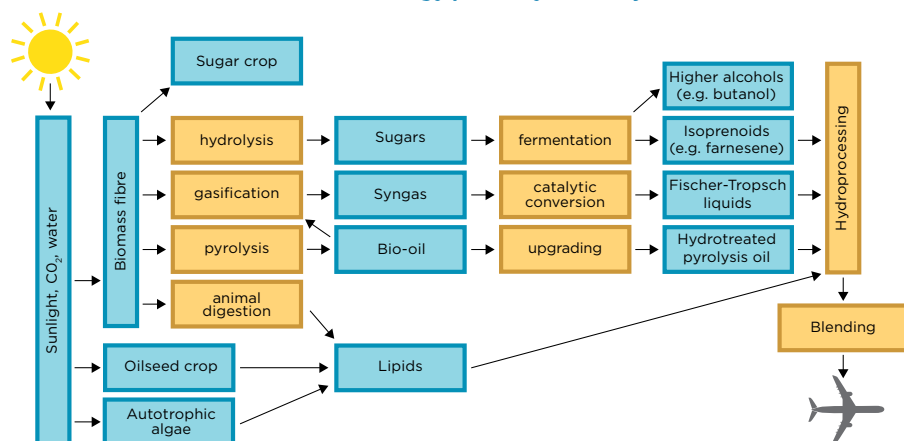 Sugar crop
Higher alcohols
(e.g. butanol)
hydrolysis
Sugars
fermentation
Isoprenoids
(e.g. farnesene)
gasification
Syngas
catalytic
conversion
Fischer-Tropsch
liquids
pyrolysis
Bio-oil
upgrading
Hydrotreated
pyrolysis oil
animal
digestion
Biomass fibre
Sunlight, CO₂, water
Hydroprocessing
Blending
Oilseed crop
Lipids
Autotrophic
algae